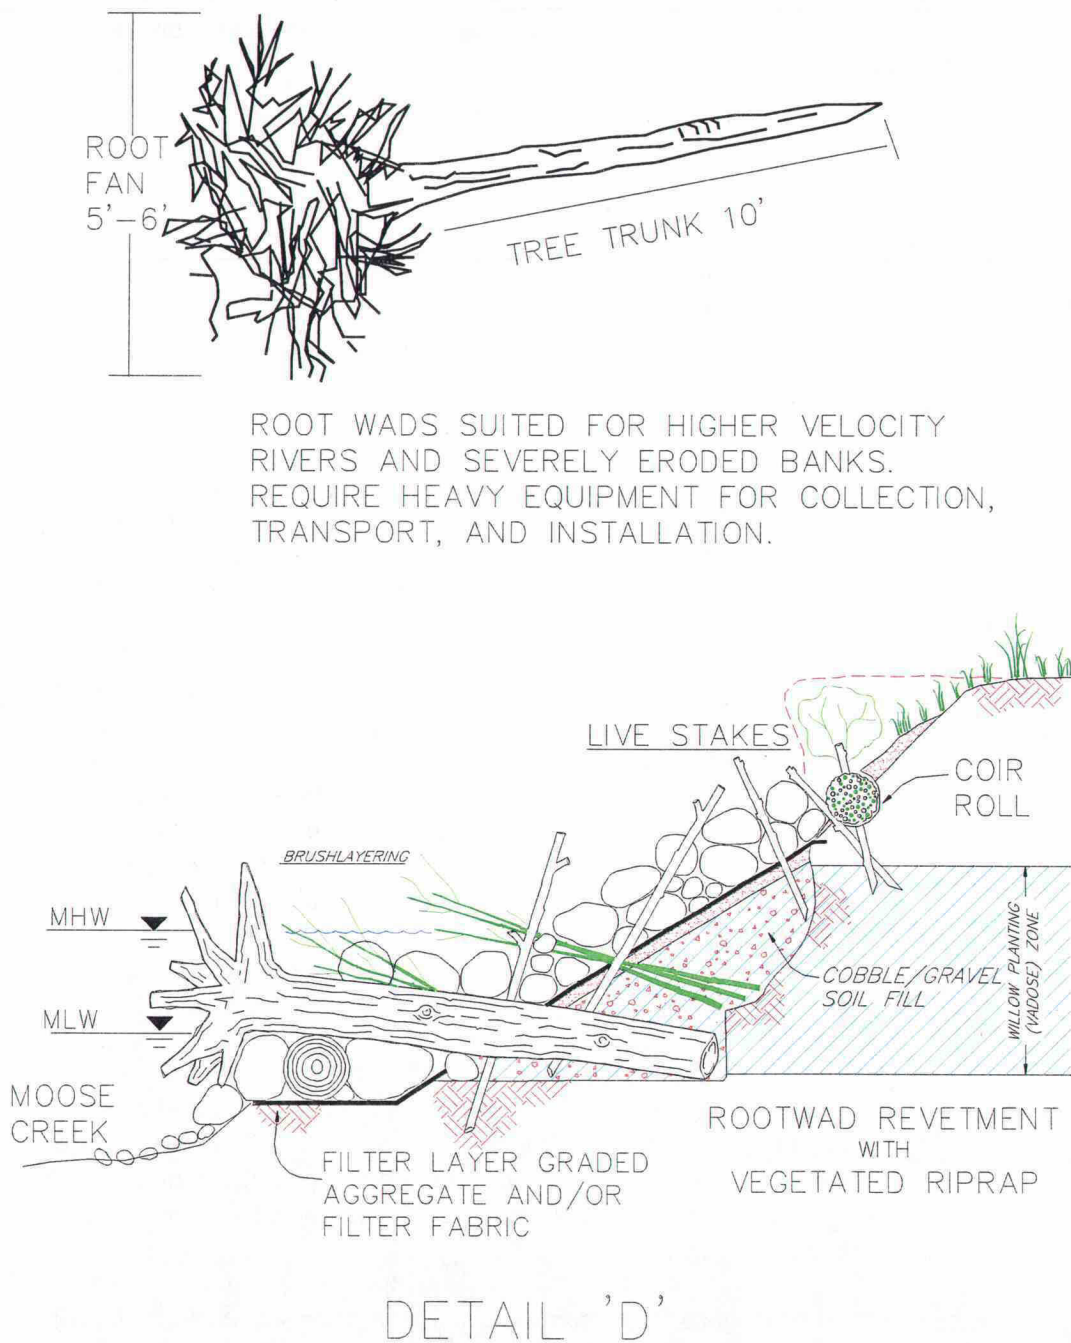 ROOT
FAN
5'-6'
TREE TRUNK 10'
ROOT WADS SUITED FOR HIGHER VELOCITY
RIVERS AND SEVERELY ERODED BANKS.
REQUIRE HEAVY EQUIPMENT FOR COLLECTION,
TRANSPORT, AND INSTALLATION.
LIVE STAKES
COIR
ROLL
BRUSHLAYERING
MHW
WILLOW PLANTING
(VADOSE) ZONE
COBBLE/GRAVEL
SOIL FILL
MLW
MOOSE
CREEK
ROOTWAD REVETMENT
WITH
VEGETATED RIPRAP
FILTER LAYER GRADED
AGGREGATE AND/OR
FILTER FABRIC
DETAIL 'D'